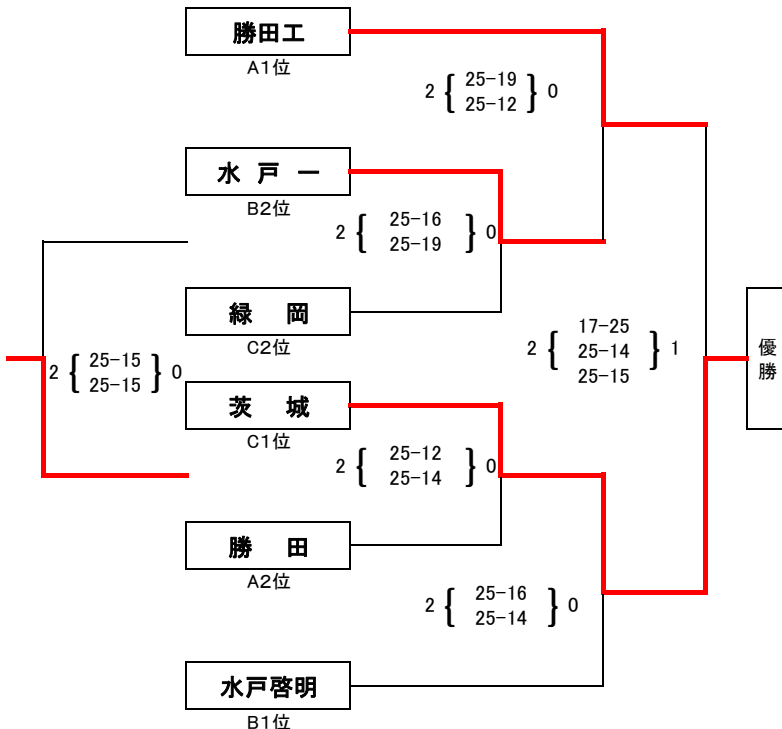 勝田工
A1位
2 { 25-19 } 0
25-12
水 戸 一
B2位
2 { 25-16 } 0
25-19
緑 岡
C2位
2 { 17-25 } 1
25-14
25-15
優
勝
2 { 25-15 } 0
25-15
茨 城
C1位
2 { 25-12 } 0
25-14
勝 田
A2位
2 { 25-16 } 0
25-14
水戸啓明
B1位